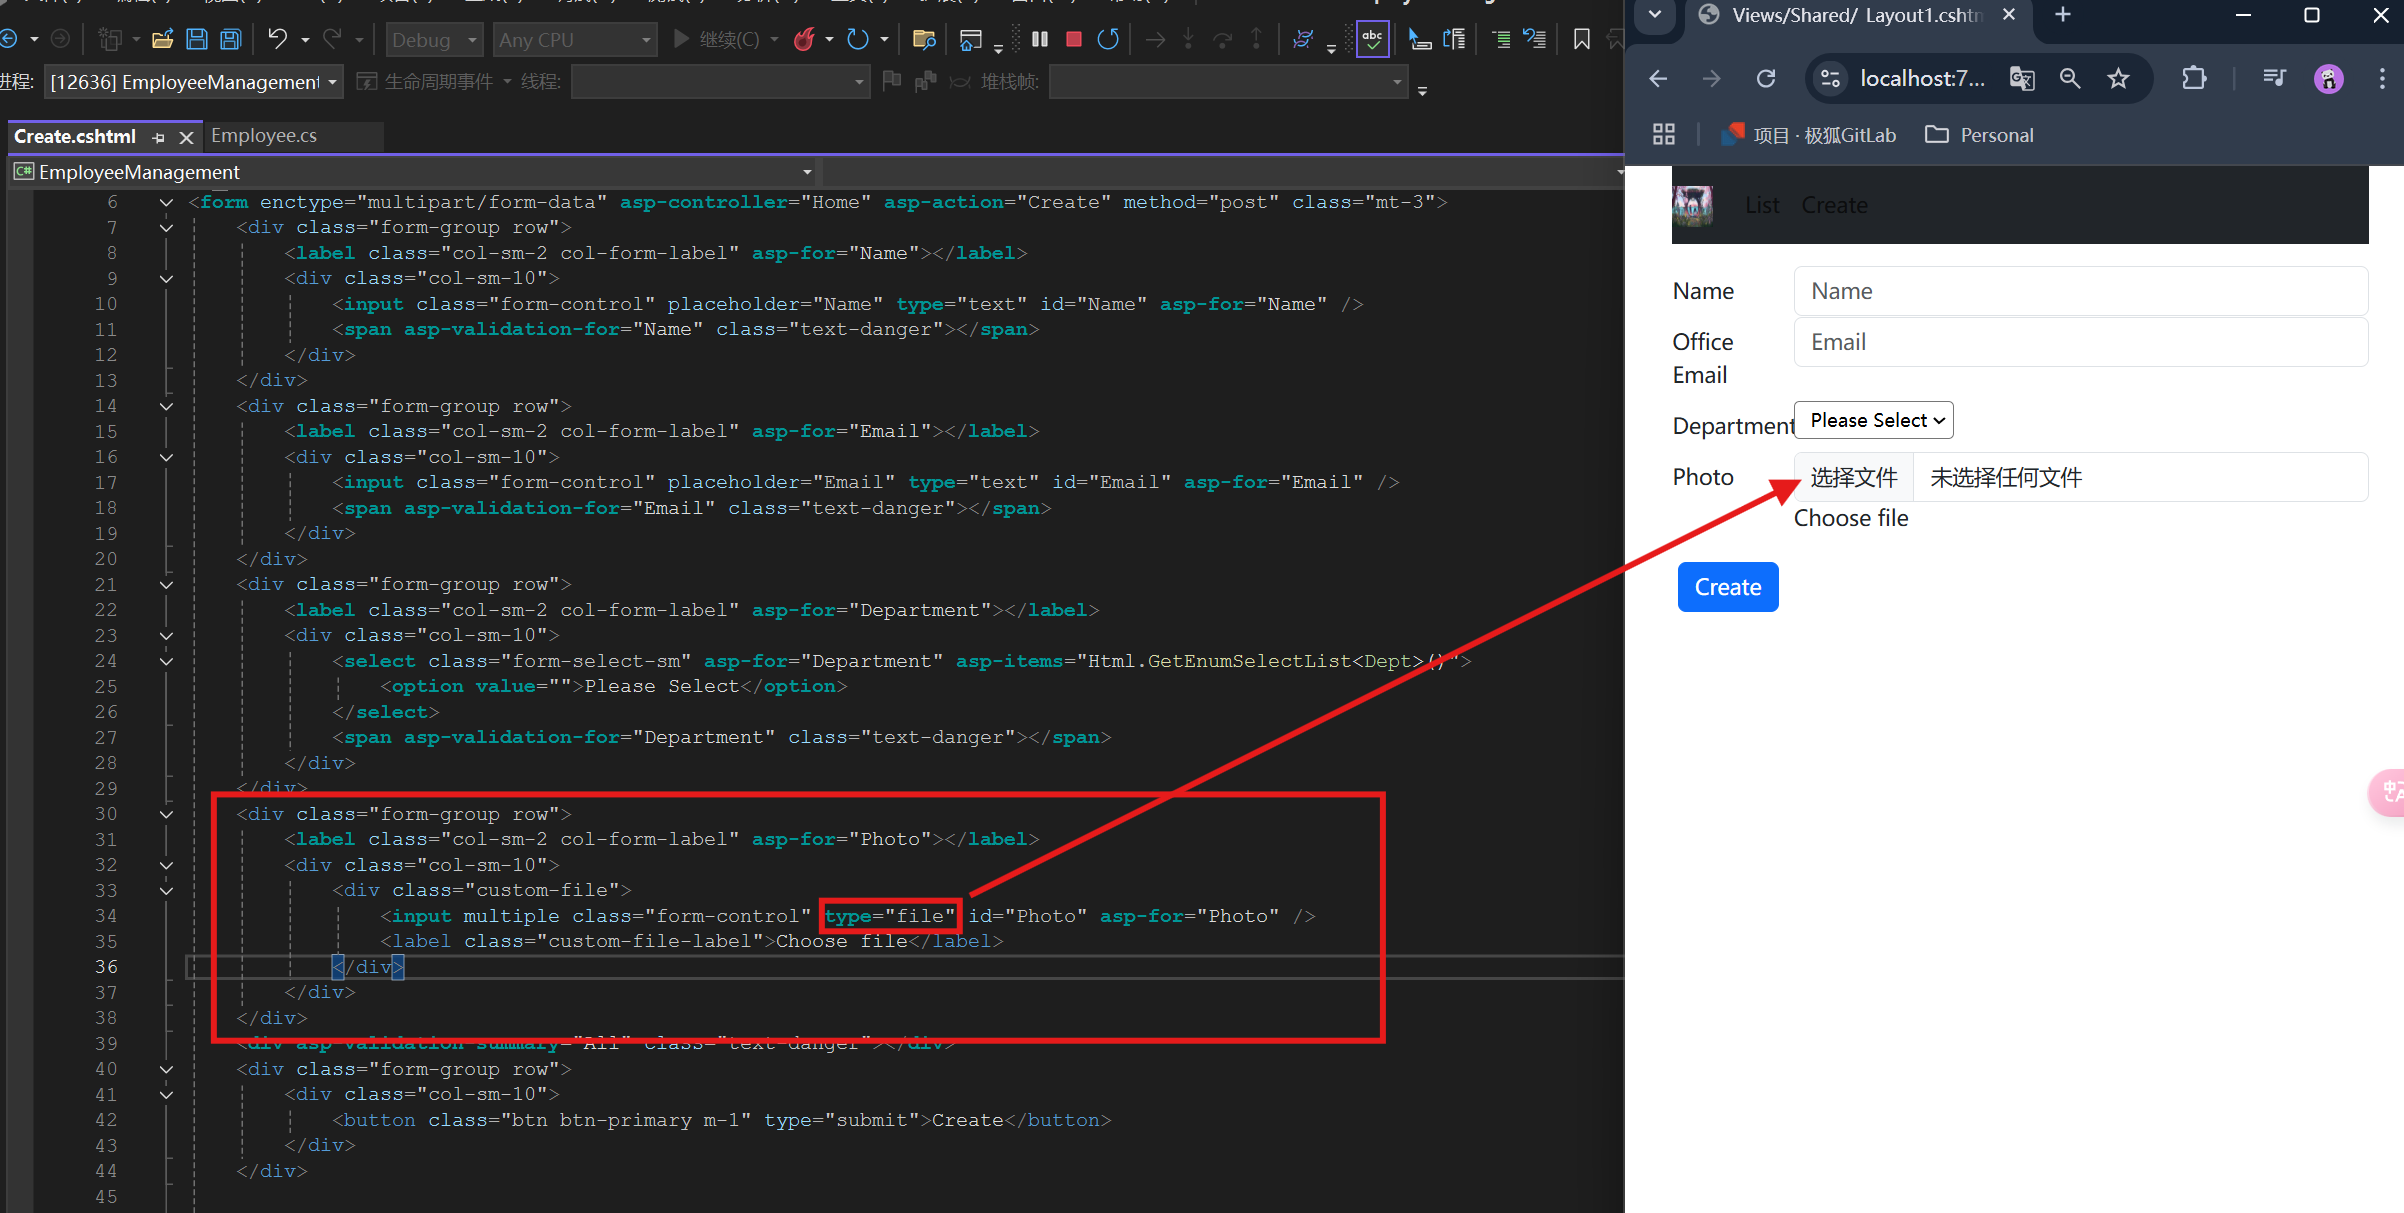 Debug
Any CPU
继续(C)
进程:
[12636] EmployeeManagement
生命周期事件
线程:
堆栈帧:
Create.cshtml
Employee.cs
C# EmployeeManagement
6 <form enctype="multipart/form-data" asp-controller="Home" asp-action="Create" method="post" class="mt-3">
7 <div class="form-group row">
8 <label class="col-sm-2 col-form-label" asp-for="Name"></label>
9 <div class="col-sm-10">
10 <input class="form-control" placeholder="Name" type="text" id="Name" asp-for="Name" />
11 <span asp-validation-for="Name" class="text-danger"></span>
12 </div>
13 </div>
14 <div class="form-group row">
15 <label class="col-sm-2 col-form-label" asp-for="Email"></label>
16 <div class="col-sm-10">
17 <input class="form-control" placeholder="Email" type="text" id="Email" asp-for="Email" />
18 <span asp-validation-for="Email" class="text-danger"></span>
19 </div>
20 </div>
21 <div class="form-group row">
22 <label class="col-sm-2 col-form-label" asp-for="Department"></label>
23 <div class="col-sm-10">
24 <select class="form-select-sm" asp-for="Department" asp-items="Html.GetEnumSelectList<Dept>()">
25 <option value="">Please Select</option>
26 </select>
27 <span asp-validation-for="Department" class="text-danger"></span>
28 </div>
29 </div>
30 <div class="form-group row">
31 <label class="col-sm-2 col-form-label" asp-for="Photo"></label>
32 <div class="col-sm-10">
33 <div class="custom-file">
34 <input multiple class="form-control" type="file" id="Photo" asp-for="Photo" />
35 <label class="custom-file-label">Choose file</label>
36 </div>
37 </div>
38 </div>
39 <div asp-validation-summary="All" class="text-danger"></div>
40 <div class="form-group row">
41 <div class="col-sm-10">
42 <button class="btn btn-primary m-1" type="submit">Create</button>
43 </div>
44 </div>
45
Views/Shared/_Layout1.cshtm
localhost:7...
项目 · 极狐GitLab
Personal
List Create
Name
Name
Office Email
Email
Department
Please Select
Photo
选择文件 未选择任何文件
Choose file
Create